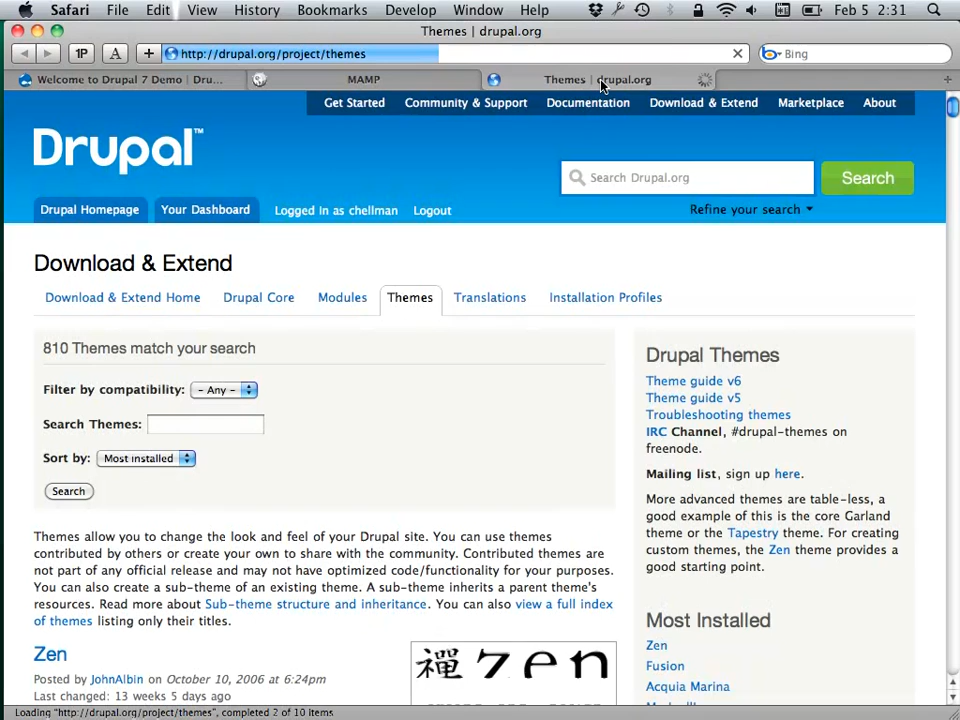 Safari File Edit View History Bookmarks Develop Window Help Feb 5 2:31
Themes | drupal.org
1P A + http://drupal.org/project/themes Bing
Welcome to Drupal 7 Demo | Dru... MAMP Themes | drupal.org
Get Started Community & Support Documentation Download & Extend Marketplace About
Drupal™
Search Drupal.org Search
Drupal Homepage Your Dashboard Logged in as chellman Logout Refine your search
Download & Extend
Download & Extend Home Drupal Core Modules Themes Translations Installation Profiles
810 Themes match your search
Filter by compatibility: - Any -
Search Themes:
Sort by: Most installed
Search
Themes allow you to change the look and feel of your Drupal site. You can use themes
contributed by others or create your own to share with the community. Contributed themes are
not part of any official release and may not have optimized code/functionality for your purposes.
You can also create a sub-theme of an existing theme. A sub-theme inherits a parent theme's
resources. Read more about Sub-theme structure and inheritance. You can also view a full index
of themes listing only their titles.
Zen
Posted by JohnAlbin on October 10, 2006 at 6:24pm
Last changed: 13 weeks 5 days ago
禪 zen
Drupal Themes
Theme guide v6
Theme guide v5
Troubleshooting themes
IRC Channel, #drupal-themes on
freenode.
Mailing list, sign up here.
More advanced themes are table-less, a
good example of this is the core Garland
theme or the Tapestry theme. For creating
custom themes, the Zen theme provides a
good starting point.
Most Installed
Zen
Fusion
Acquia Marina
Loading "http://drupal.org/project/themes", completed 2 of 10 items